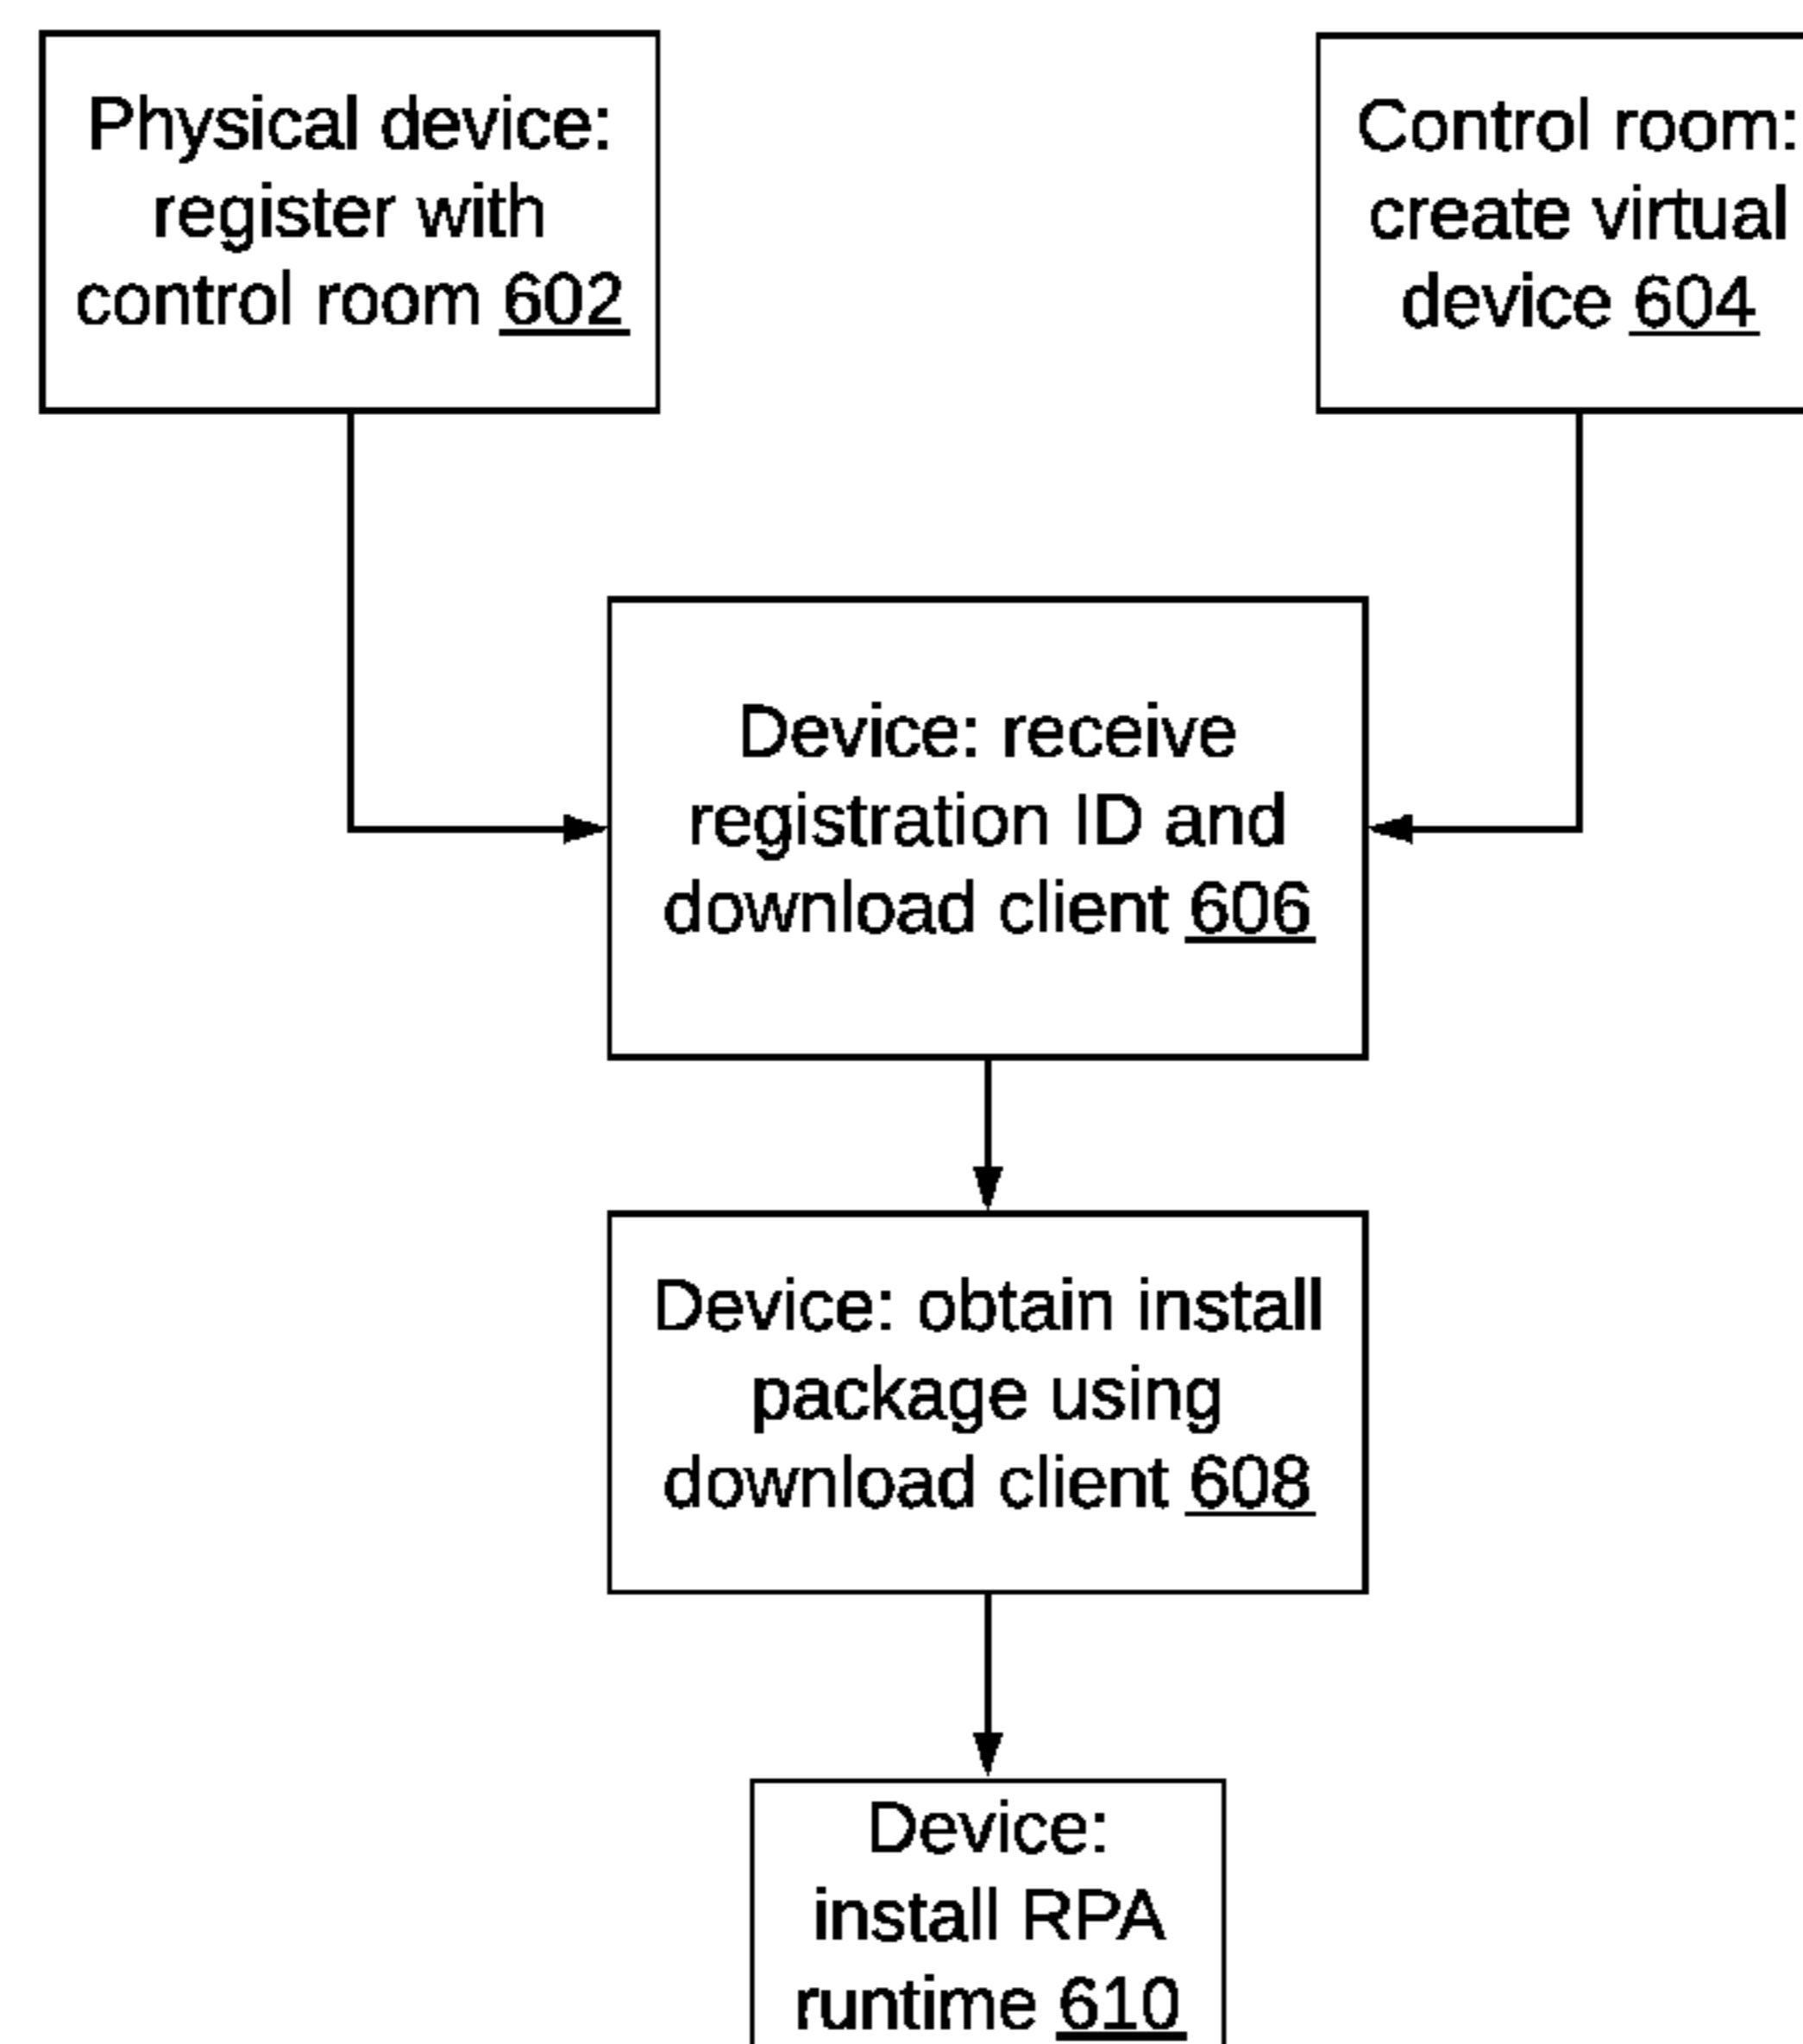 Physical device:
register with
control room 602
Control room:
create virtual
device 604
Device: receive
registration ID and
download client 606
Device: obtain install
package using
download client 608
Device:
install RPA
runtime 610